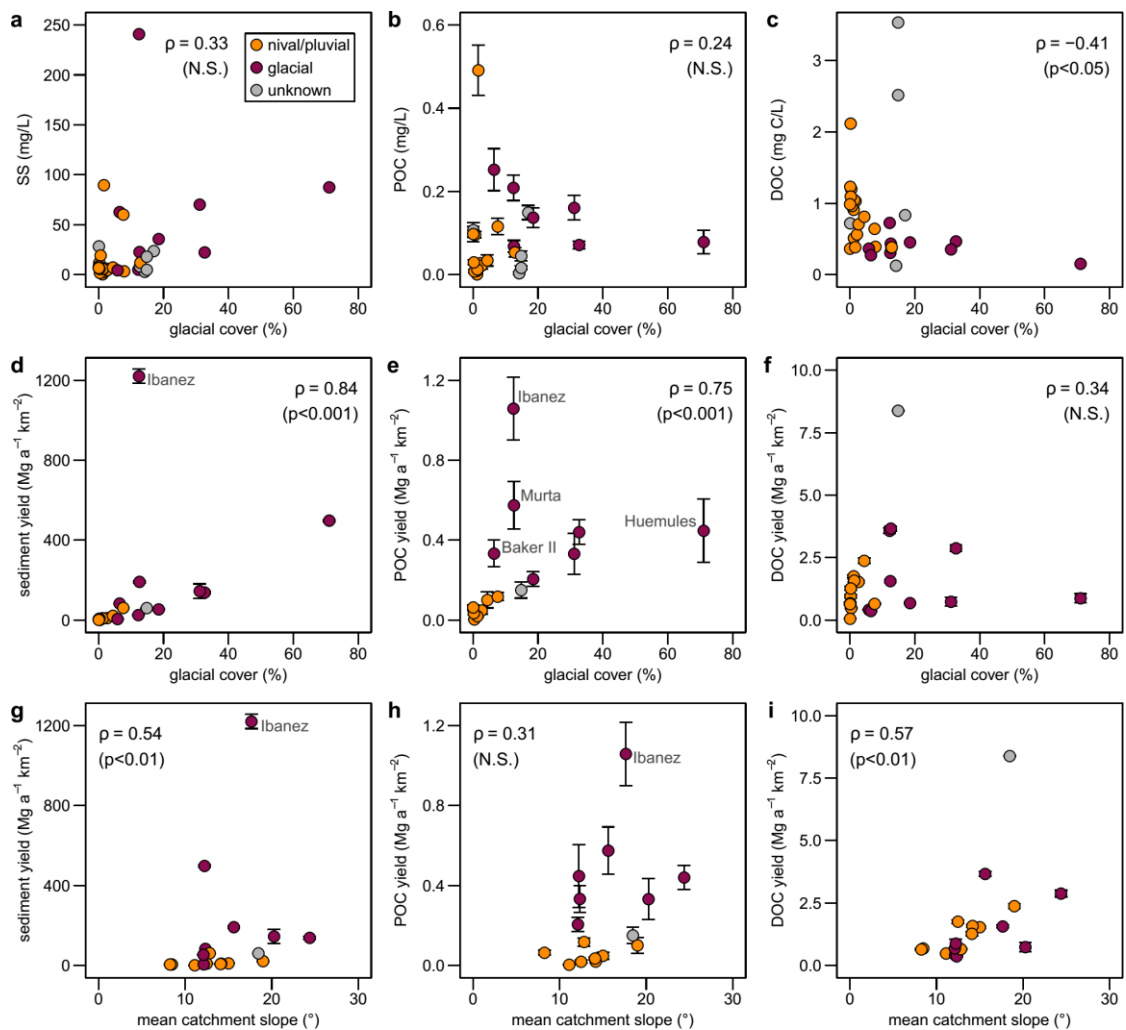 a
250
200
150
100
50
0
SS (mg/L)
ρ = 0.33
(N.S.)
nival/pluvial
glacial
unknown
0 20 40 60 80
glacial cover (%)
b
0.6
0.4
0.2
0.0
POC (mg/L)
ρ = 0.24
(N.S.)
0 20 40 60 80
glacial cover (%)
c
3
2
1
0
DOC (mg C/L)
ρ = −0.41
(p<0.05)
0 20 40 60 80
glacial cover (%)
d
1200
800
400
0
sediment yield (Mg a⁻¹ km⁻²)
Ibanez
ρ = 0.84
(p<0.001)
0 20 40 60 80
glacial cover (%)
e
1.2
0.8
0.4
0.0
POC yield (Mg a⁻¹ km⁻²)
Ibanez
ρ = 0.75
(p<0.001)
Murta
Huemules
Baker II
0 20 40 60 80
glacial cover (%)
f
10.0
7.5
5.0
2.5
0.0
DOC yield (Mg a⁻¹ km⁻²)
ρ = 0.34
(N.S.)
0 20 40 60 80
glacial cover (%)
g
1200
800
400
0
sediment yield (Mg a⁻¹ km⁻²)
ρ = 0.54
(p<0.01)
Ibanez
0 10 20 30
mean catchment slope (°)
h
1.2
0.8
0.4
0.0
POC yield (Mg a⁻¹ km⁻²)
ρ = 0.31
(N.S.)
Ibanez
0 10 20 30
mean catchment slope (°)
i
10.0
7.5
5.0
2.5
0.0
DOC yield (Mg a⁻¹ km⁻²)
ρ = 0.57
(p<0.01)
0 10 20 30
mean catchment slope (°)